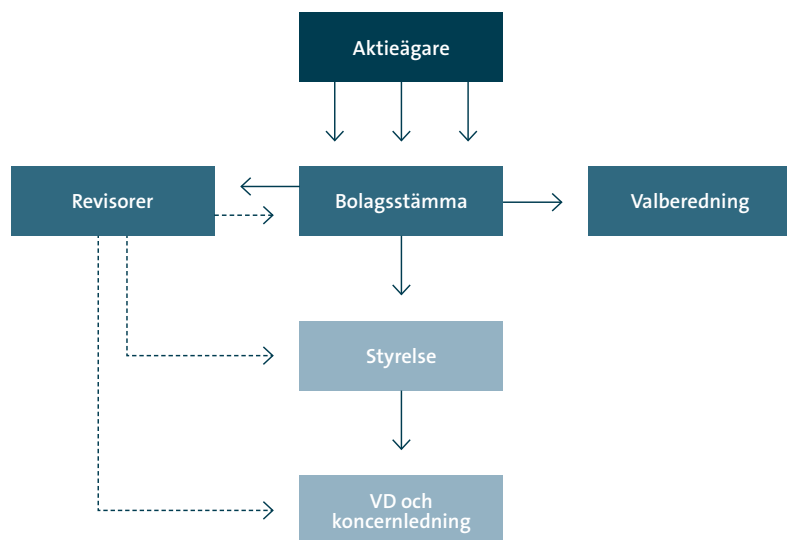 Aktieägare
Revisorer
Bolagsstämma
Valberedning
Styrelse
VD och
koncernledning